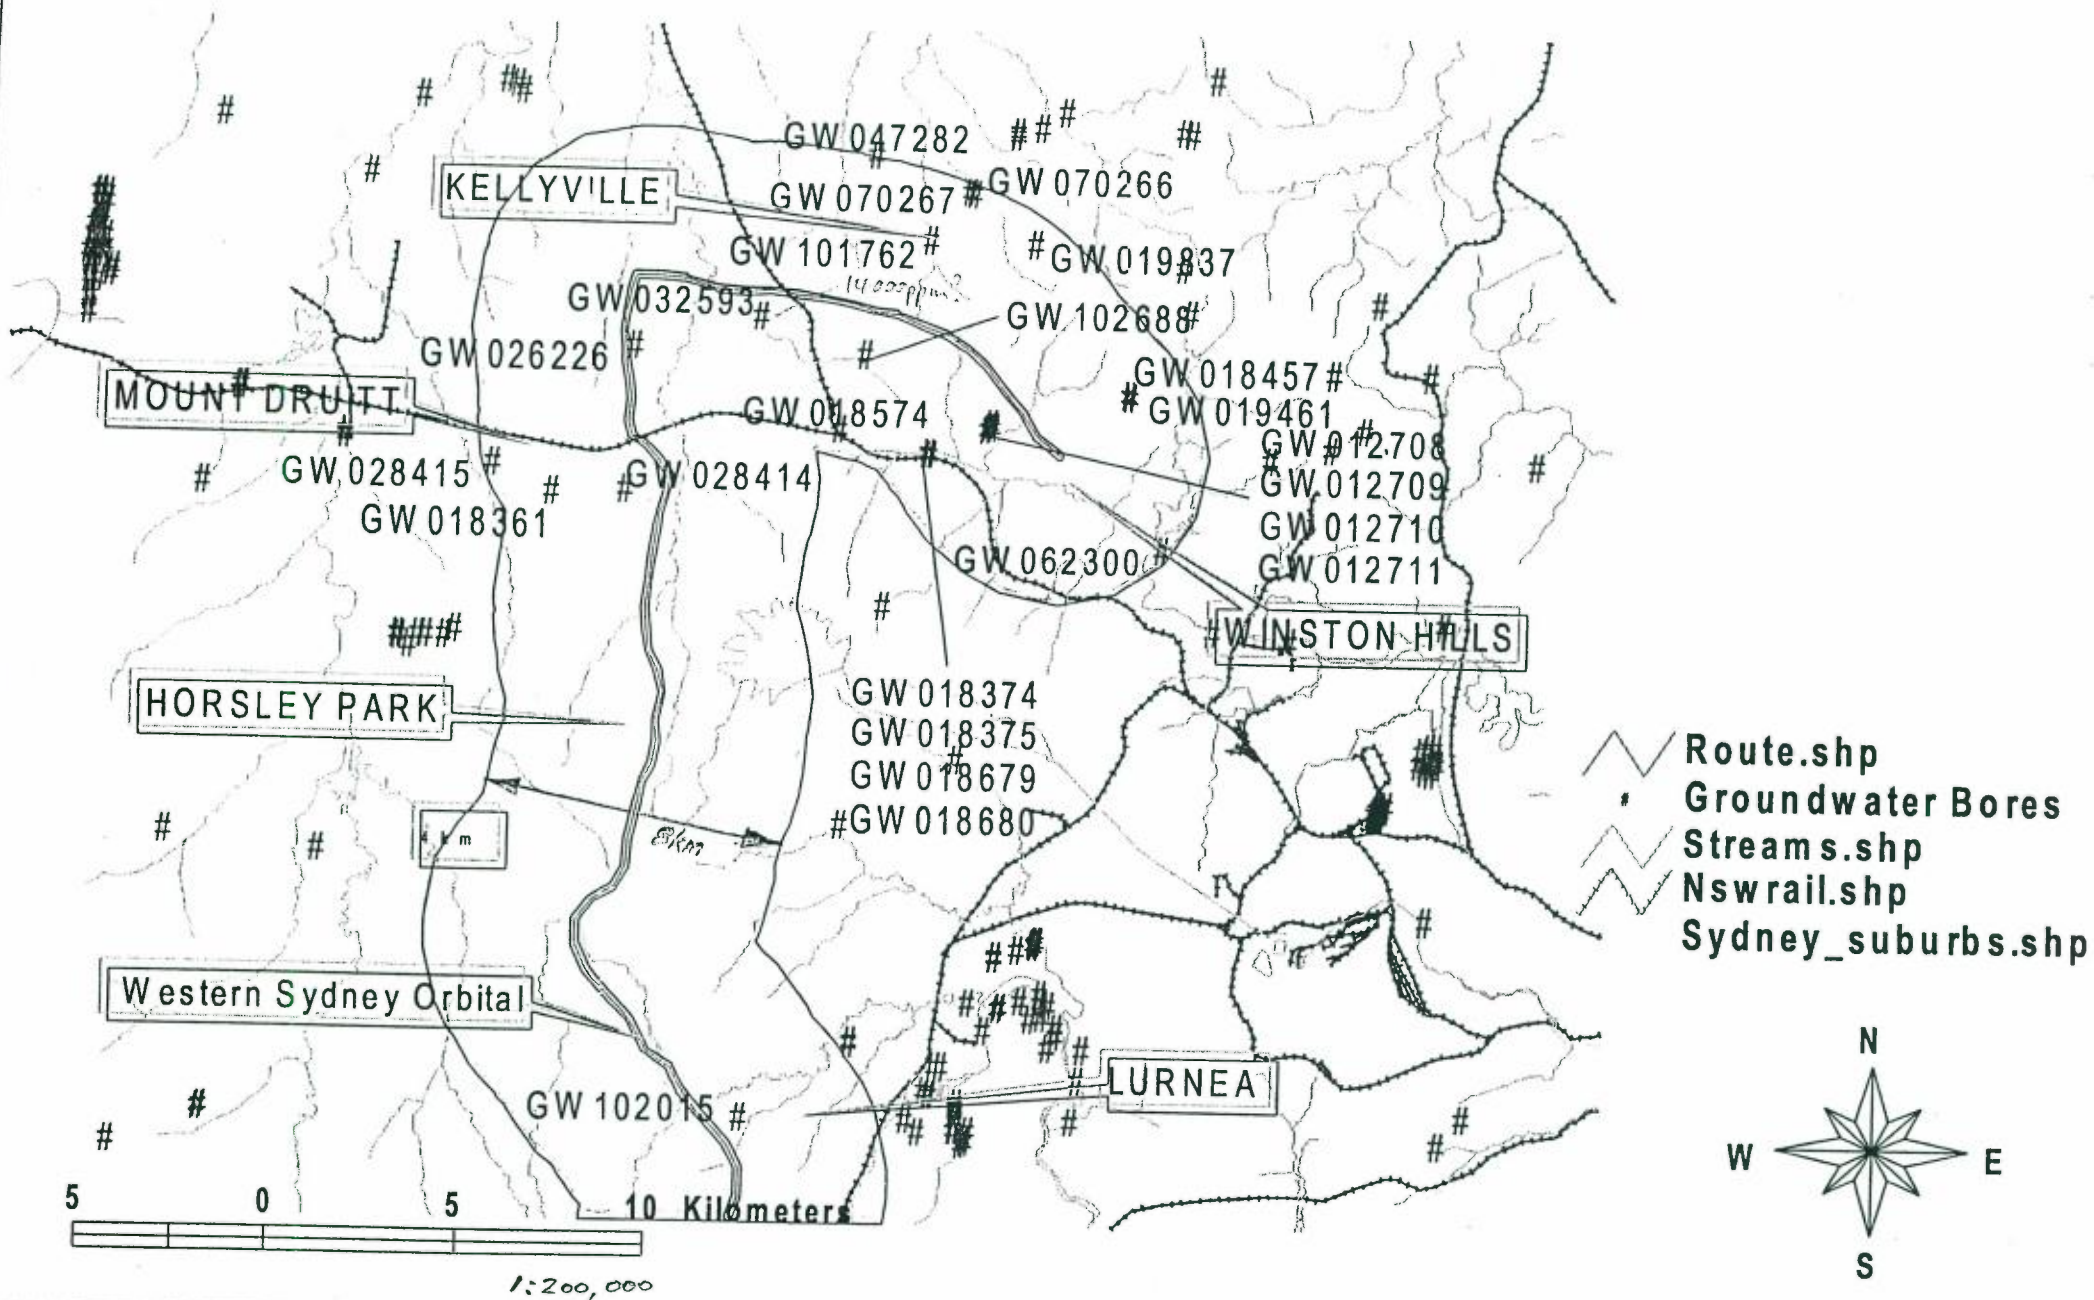 GW 047282
KELLYVILLE
GW 070267
GW 070266
GW 101762
GW 019837
14000ppm?
GW 032593
GW 102688
GW 026226
GW 018457
MOUNT DRUITT
GW 018574
GW 019461
GW 012708
GW 028415
GW 028414
GW 012709
GW 018361
GW 012710
GW 062300
GW 012711
WINSTON HILLS
HORSLEY PARK
GW 018374
GW 018375
GW 018679
GW 018680
4 km
8km
Route.shp
Groundwater Bores
Streams.shp
Nswrail.shp
Sydney_suburbs.shp
Western Sydney Orbital
LURNEA
GW 102015
N
W E
S
5 0 5 10 Kilometers
1:200,000